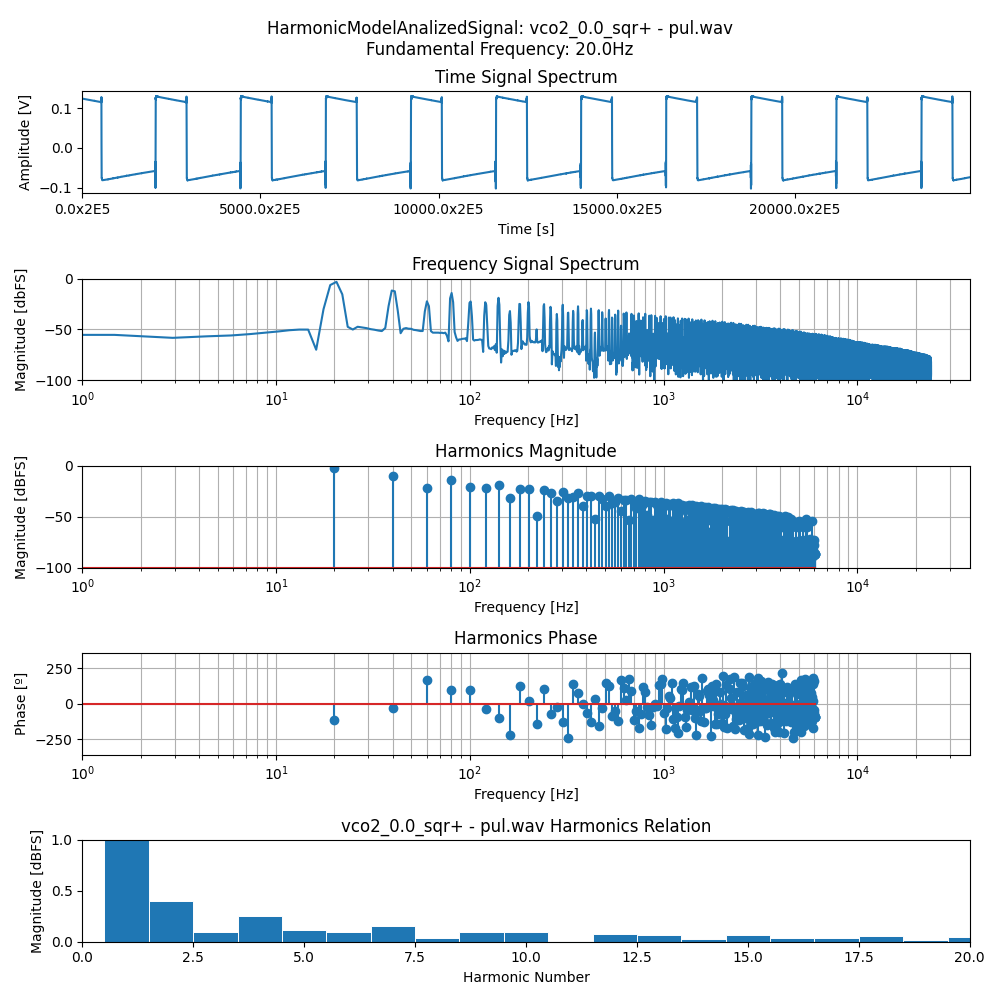 HarmonicModelAnalizedSignal: vco2_0.0_sqr+ - pul.wav
Fundamental Frequency: 20.0Hz
Time Signal Spectrum
Amplitude [V]
0.1
0.0
−0.1
0.0x2E5 5000.0x2E5 10000.0x2E5 15000.0x2E5 20000.0x2E5
Time [s]
Frequency Signal Spectrum
Magnitude [dbFS]
0
−50
−100
10⁰ 10¹ 10² 10³ 10⁴
Frequency [Hz]
Harmonics Magnitude
Magnitude [dBFS]
0
−50
−100
10⁰ 10¹ 10² 10³ 10⁴
Frequency [Hz]
Harmonics Phase
Phase [º]
250
0
−250
10⁰ 10¹ 10² 10³ 10⁴
Frequency [Hz]
vco2_0.0_sqr+ - pul.wav Harmonics Relation
Magnitude [dBFS]
1.0
0.5
0.0
0.0 2.5 5.0 7.5 10.0 12.5 15.0 17.5 20.0
Harmonic Number